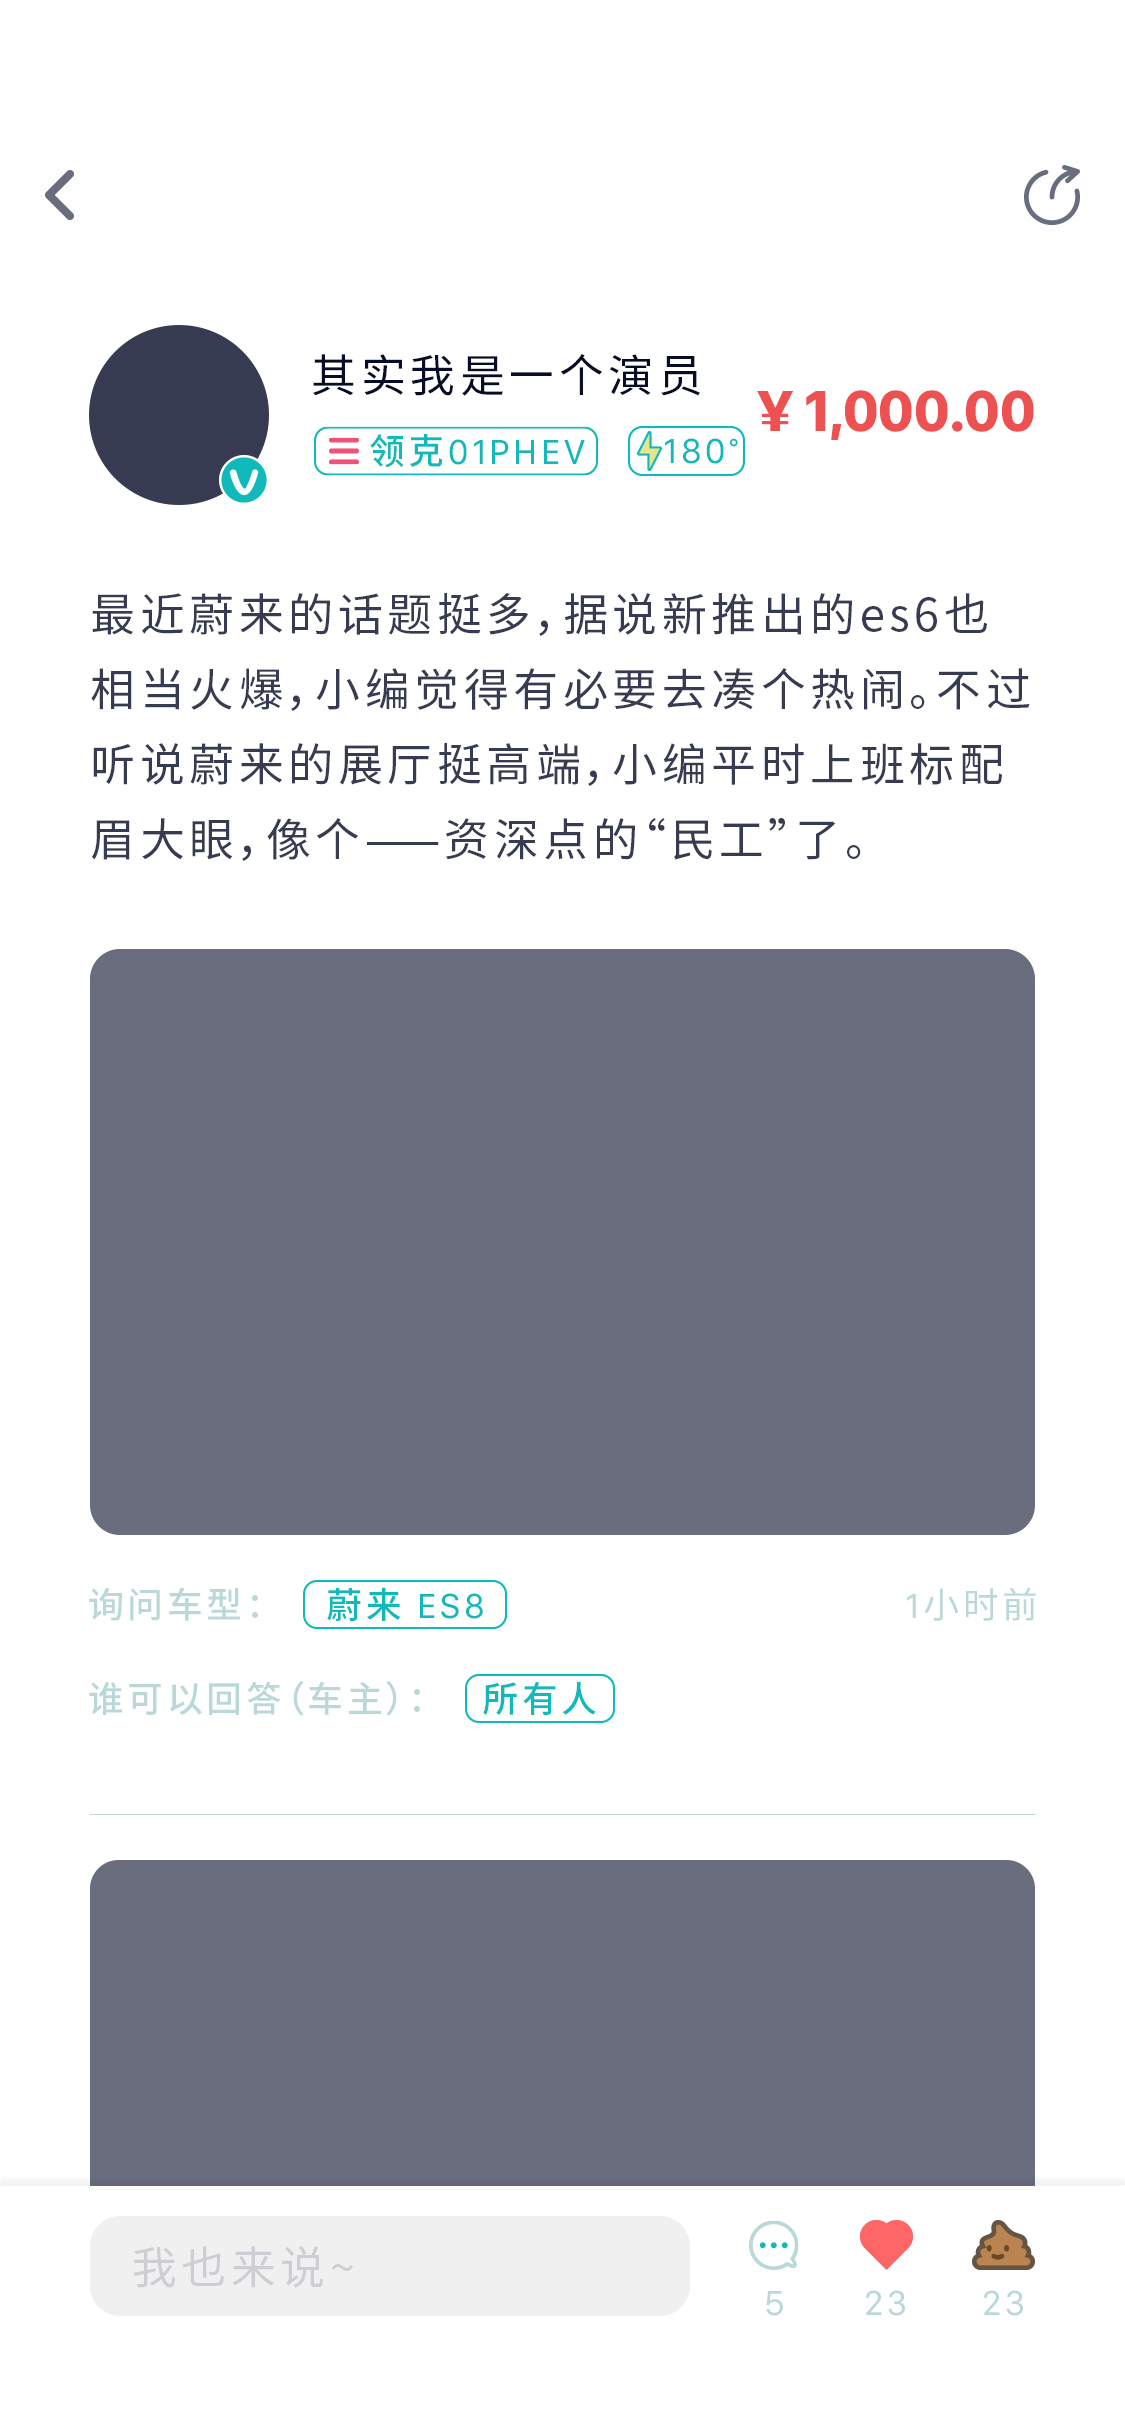 其实我是一个演员
领克01PHEV
180°
¥ 1,000.00
最近蔚来的话题挺多，据说新推出的es6也
相当火爆，小编觉得有必要去凑个热闹。不过
听说蔚来的展厅挺高端，小编平时上班标配
眉大眼，像个——资深点的“民工”了。
询问车型： 蔚来 ES8
1小时前
谁可以回答（车主）： 所有人
我也来说~
5
23
23